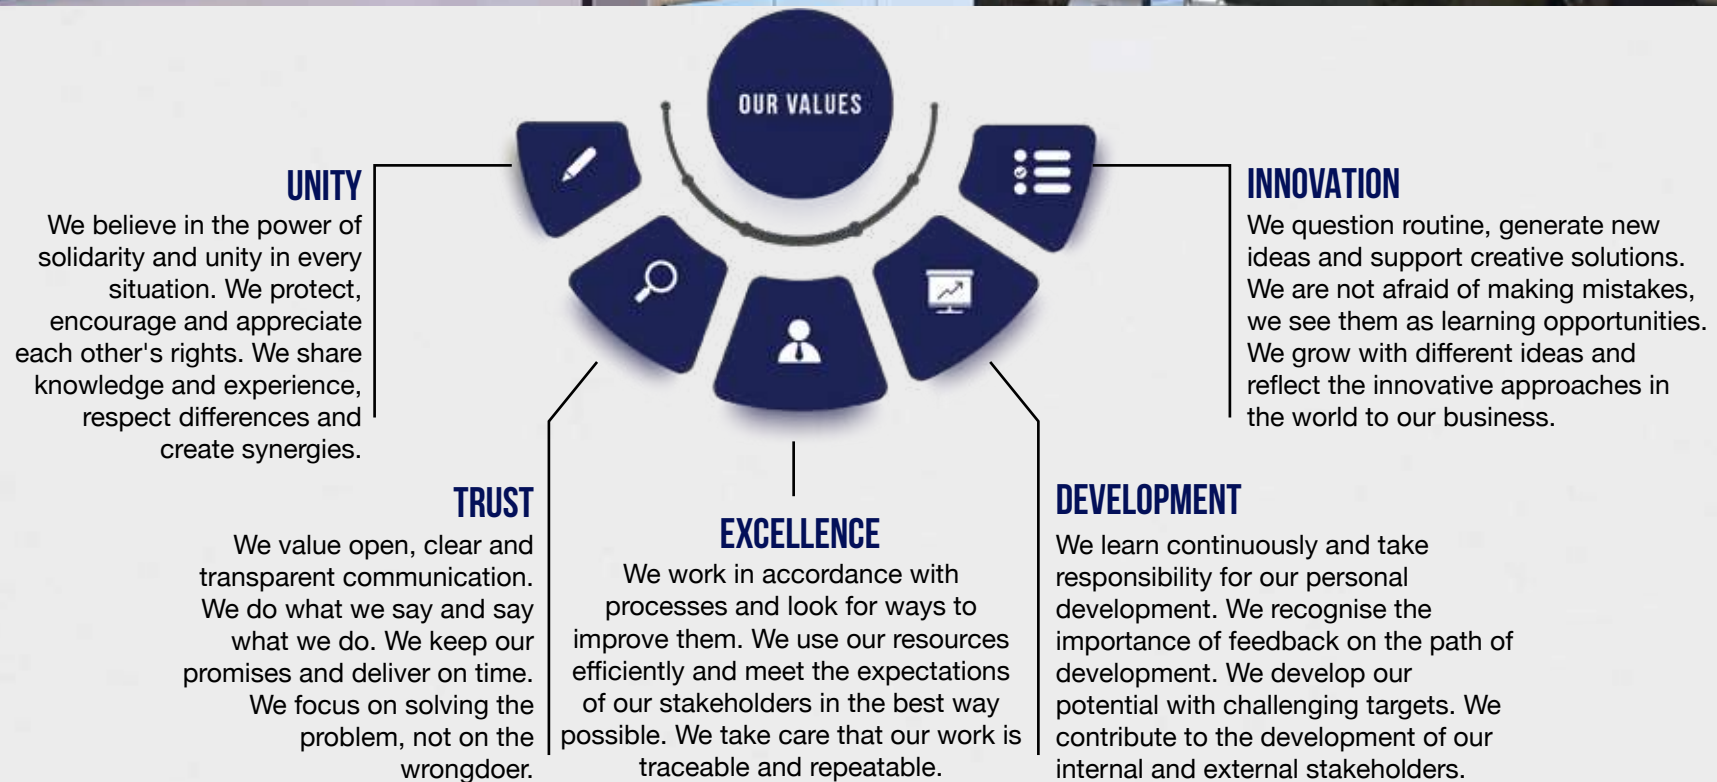 OUR VALUES
UNITY
We believe in the power of
solidarity and unity in every
situation. We protect,
encourage and appreciate
each other's rights. We share
knowledge and experience,
respect differences and
create synergies.
TRUST
We value open, clear and
transparent communication.
We do what we say and say
what we do. We keep our
promises and deliver on time.
We focus on solving the
problem, not on the
wrongdoer.
EXCELLENCE
We work in accordance with
processes and look for ways to
improve them. We use our resources
efficiently and meet the expectations
of our stakeholders in the best way
possible. We take care that our work is
traceable and repeatable.
DEVELOPMENT
We learn continuously and take
responsibility for our personal
development. We recognise the
importance of feedback on the path of
development. We develop our
potential with challenging targets. We
contribute to the development of our
internal and external stakeholders.
INNOVATION
We question routine, generate new
ideas and support creative solutions.
We are not afraid of making mistakes,
we see them as learning opportunities.
We grow with different ideas and
reflect the innovative approaches in
the world to our business.